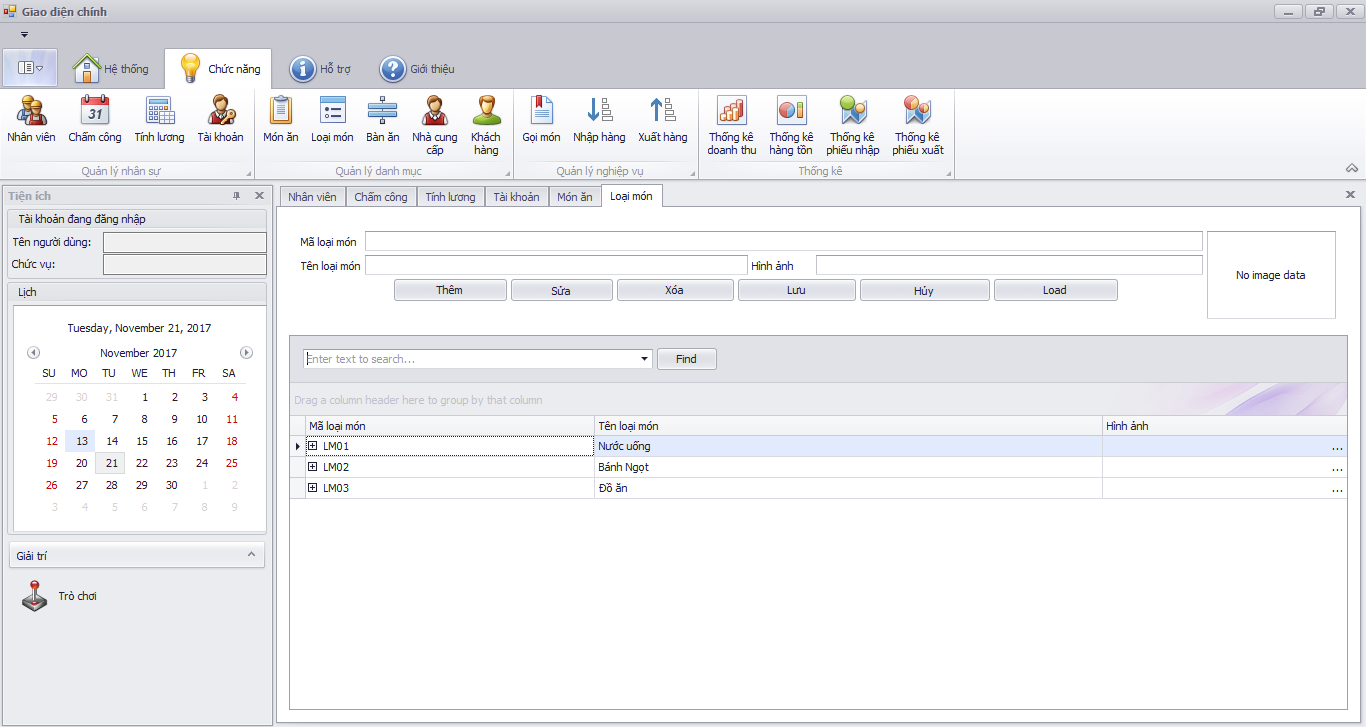 Giao diện chính
Hệ thống
Chức năng
Hỗ trợ
Giới thiệu
Nhân viên
Chấm công
31
Tính lương
Tài khoản
Món ăn
Loại món
Bàn ăn
Nhà cung
cấp
Khách
hàng
Gọi món
Nhập hàng
Xuất hàng
Thống kê
doanh thu
Thống kê
hàng tồn
Thống kê
phiếu nhập
Thống kê
phiếu xuất
Quản lý nhân sự
Quản lý danh mục
Quản lý nghiệp vụ
Thống kê
Tiện ích
Tài khoản đang đăng nhập
Tên người dùng:
Chức vụ:
Lịch
Tuesday, November 21, 2017
November 2017
SU MO TU WE TH FR SA
29 30 31 1 2 3 4
5 6 7 8 9 10 11
12 13 14 15 16 17 18
19 20 21 22 23 24 25
26 27 28 29 30 1 2
3 4 5 6 7 8 9
Giải trí
Trò chơi
Nhân viên
Chấm công
Tính lương
Tài khoản
Món ăn
Loại món
Mã loại món
Tên loại món
Hình ảnh
No image data
Thêm
Sửa
Xóa
Lưu
Hủy
Load
Enter text to search...
Find
Drag a column header here to group by that column
Mã loại món Tên loại món Hình ảnh
LM01 Nước uống ...
LM02 Bánh Ngọt ...
LM03 Đồ ăn ...